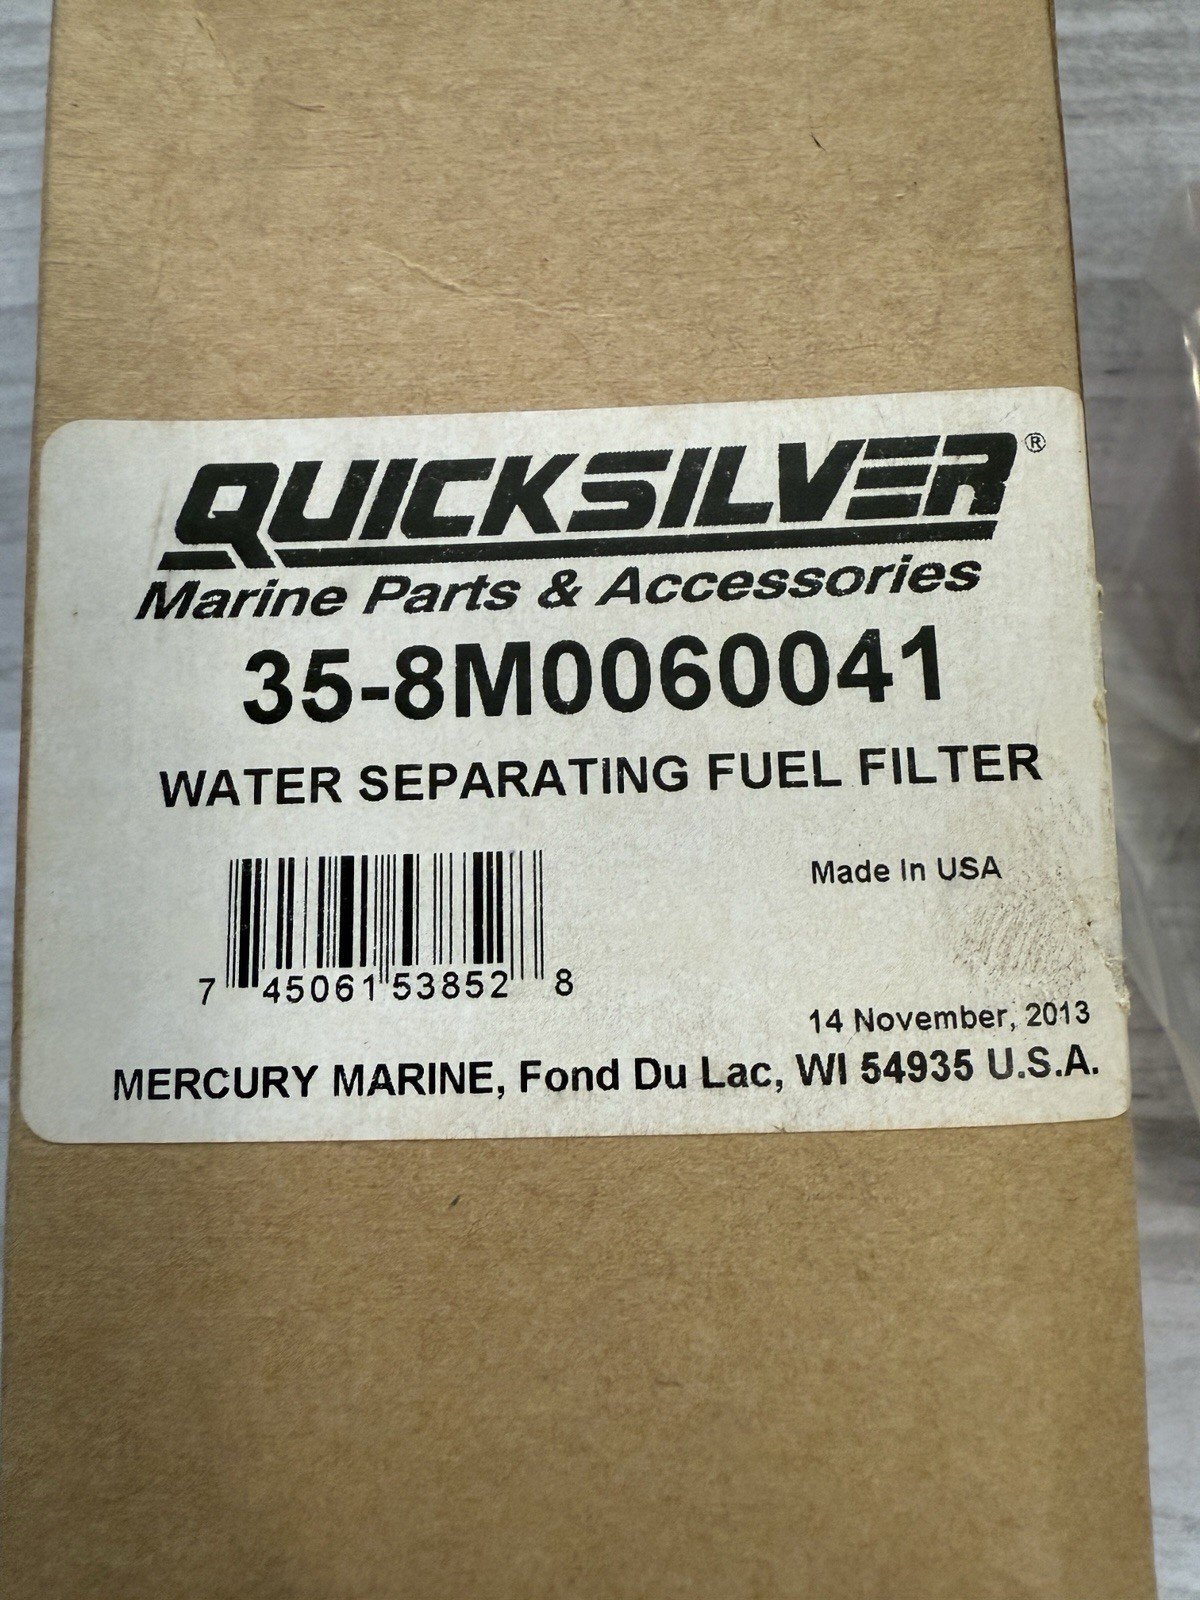 QUICKSILVER®
Marine Parts & Accessories
35-8M0060041
WATER SEPARATING FUEL FILTER
Made In USA
7 45061 53852 8
14 November, 2013
MERCURY MARINE, Fond Du Lac, WI 54935 U.S.A.